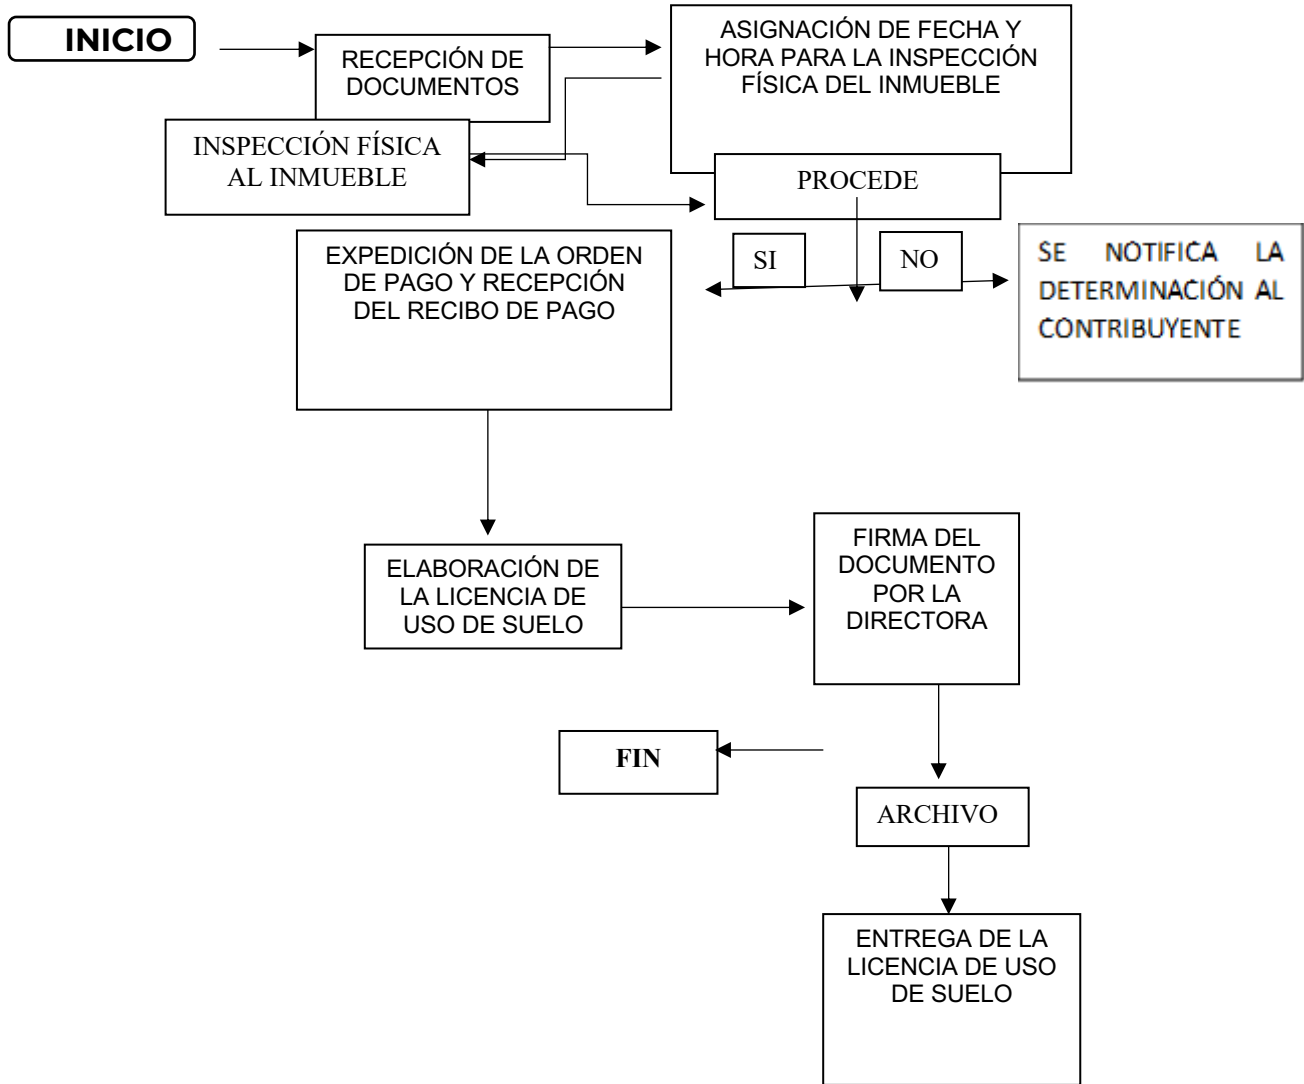 INICIO
RECEPCIÓN DE
DOCUMENTOS
ASIGNACIÓN DE FECHA Y
HORA PARA LA INSPECCIÓN
FÍSICA DEL INMUEBLE
INSPECCIÓN FÍSICA
AL INMUEBLE
PROCEDE
SI
NO
SE NOTIFICA LA
DETERMINACIÓN AL
CONTRIBUYENTE
EXPEDICIÓN DE LA ORDEN
DE PAGO Y RECEPCIÓN
DEL RECIBO DE PAGO
ELABORACIÓN DE
LA LICENCIA DE
USO DE SUELO
FIRMA DEL
DOCUMENTO
POR LA
DIRECTORA
FIN
ARCHIVO
ENTREGA DE LA
LICENCIA DE USO
DE SUELO